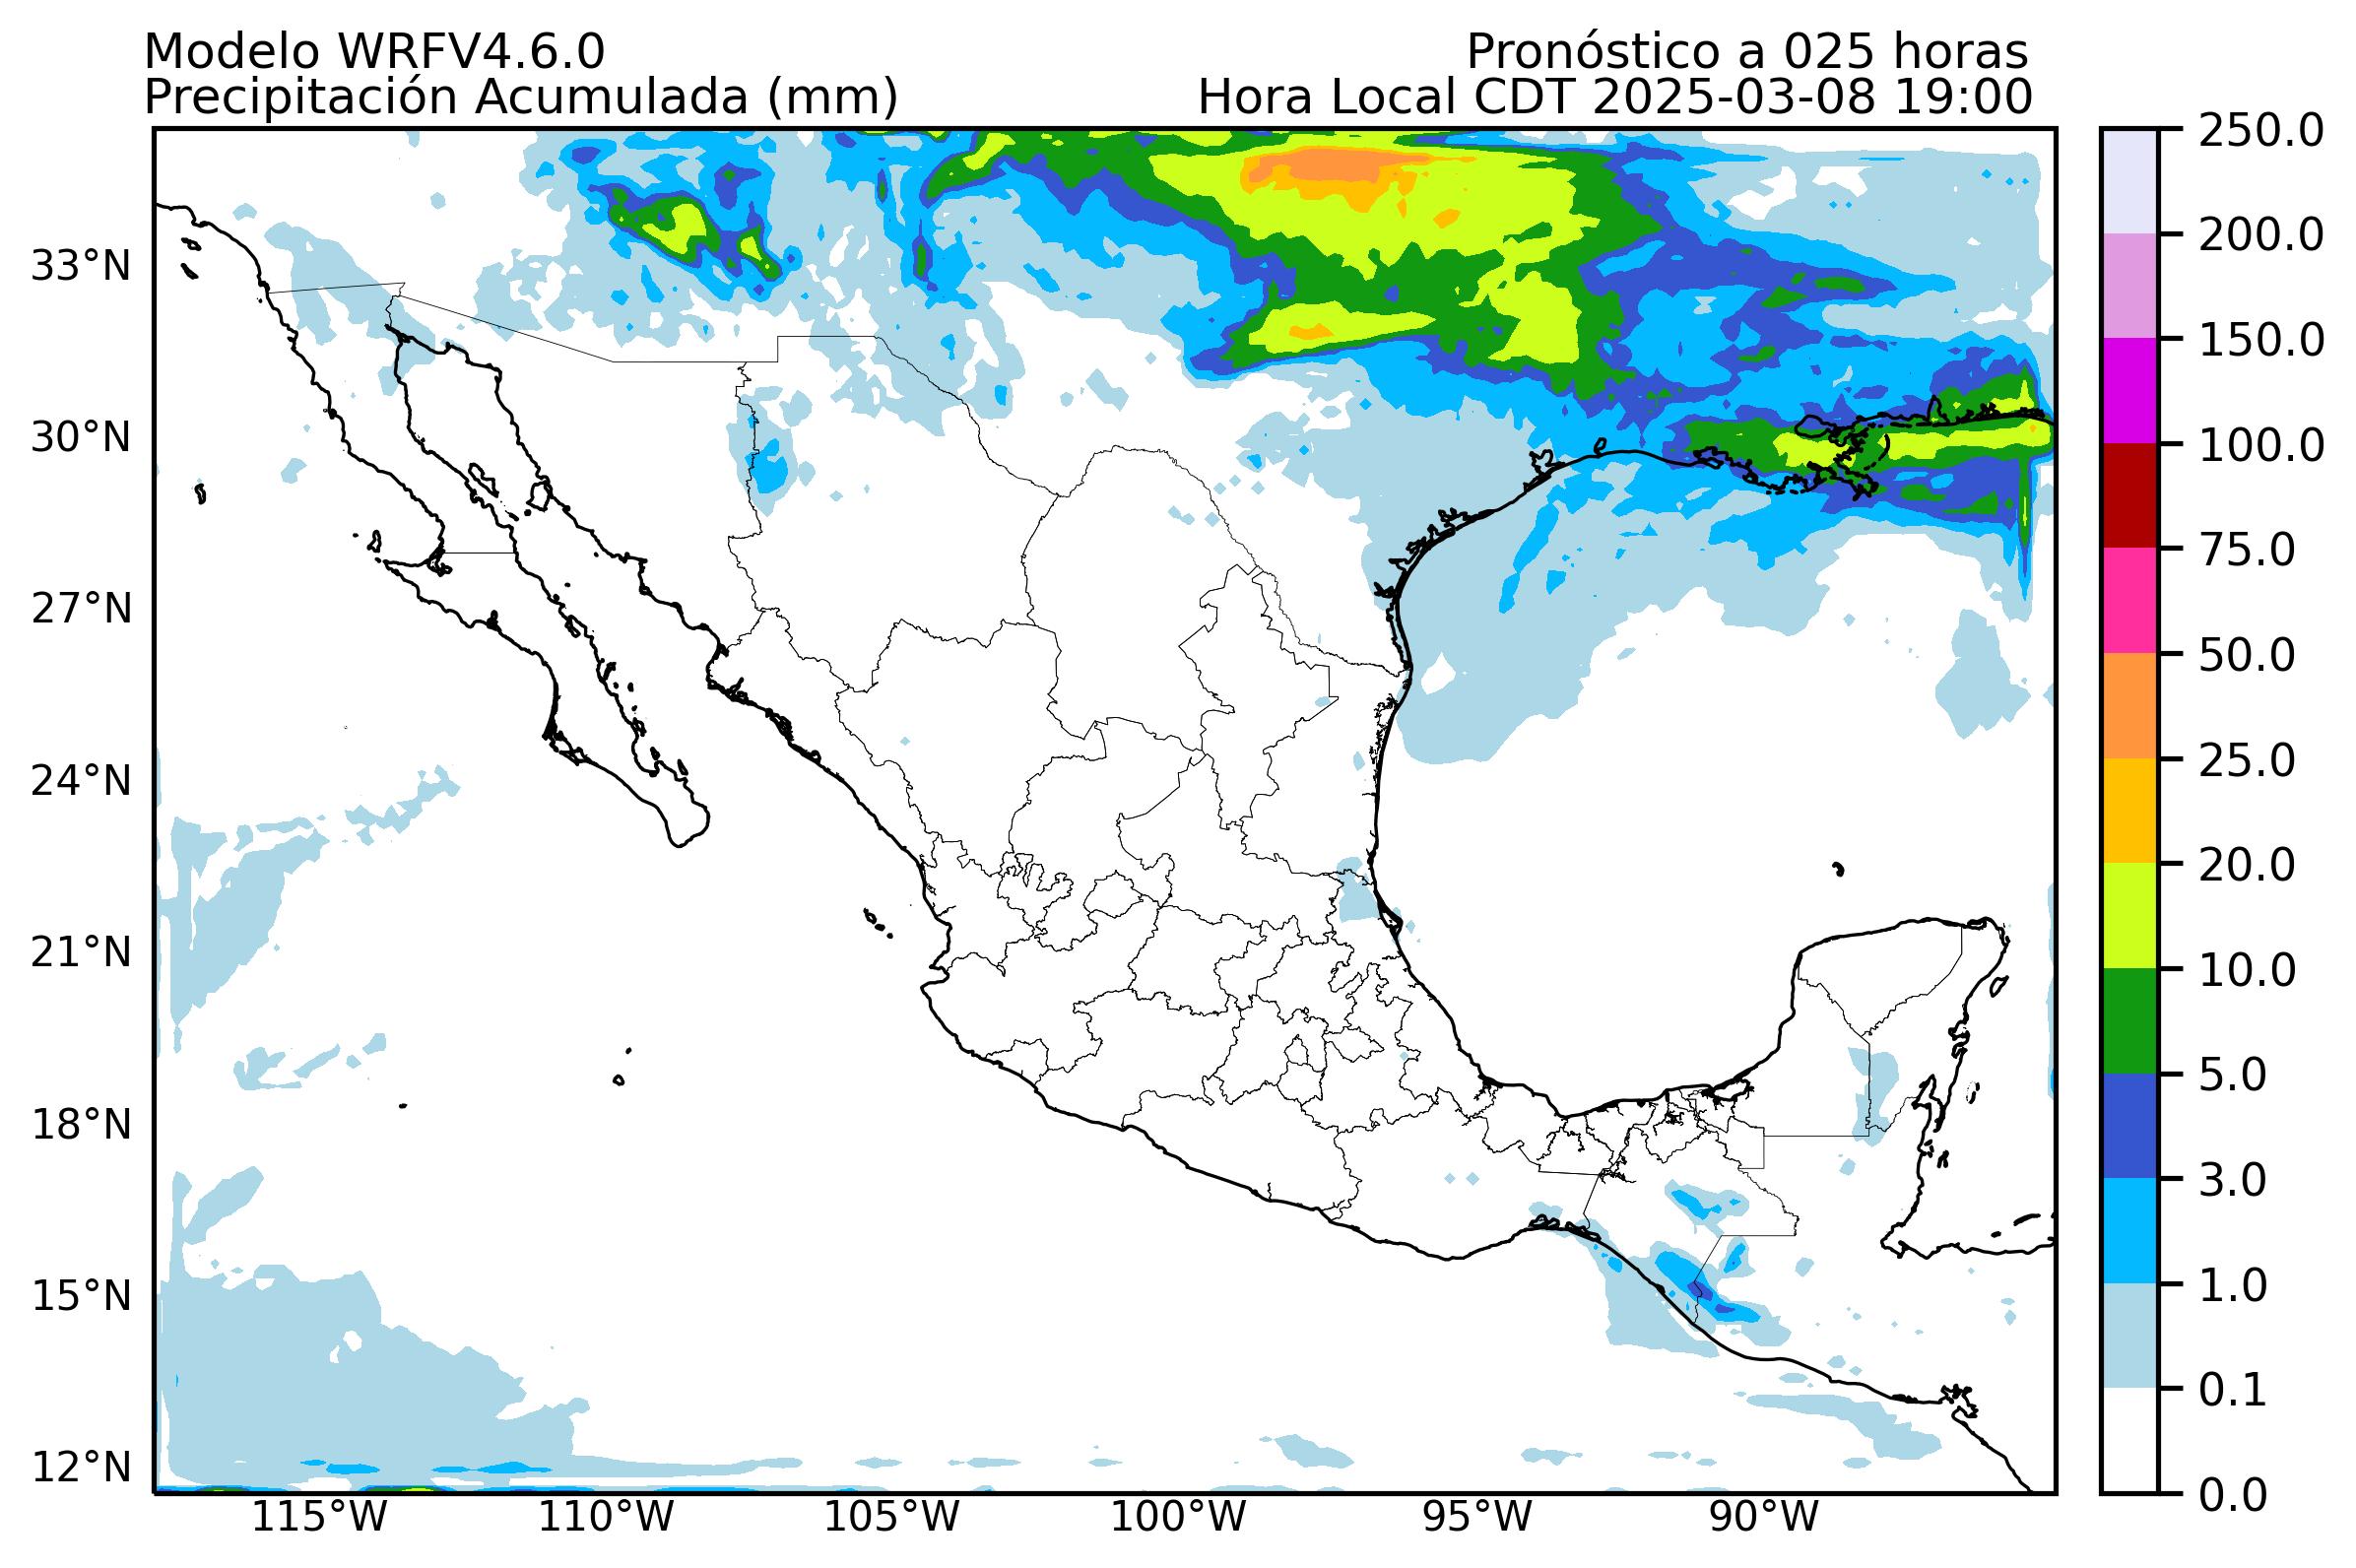 Modelo WRFV4.6.0
Pronóstico a 025 horas
Precipitación Acumulada (mm)
Hora Local CDT 2025-03-08 19:00
33°N
30°N
27°N
24°N
21°N
18°N
15°N
12°N
115°W
110°W
105°W
100°W
95°W
90°W
250.0
200.0
150.0
100.0
75.0
50.0
25.0
20.0
10.0
5.0
3.0
1.0
0.1
0.0